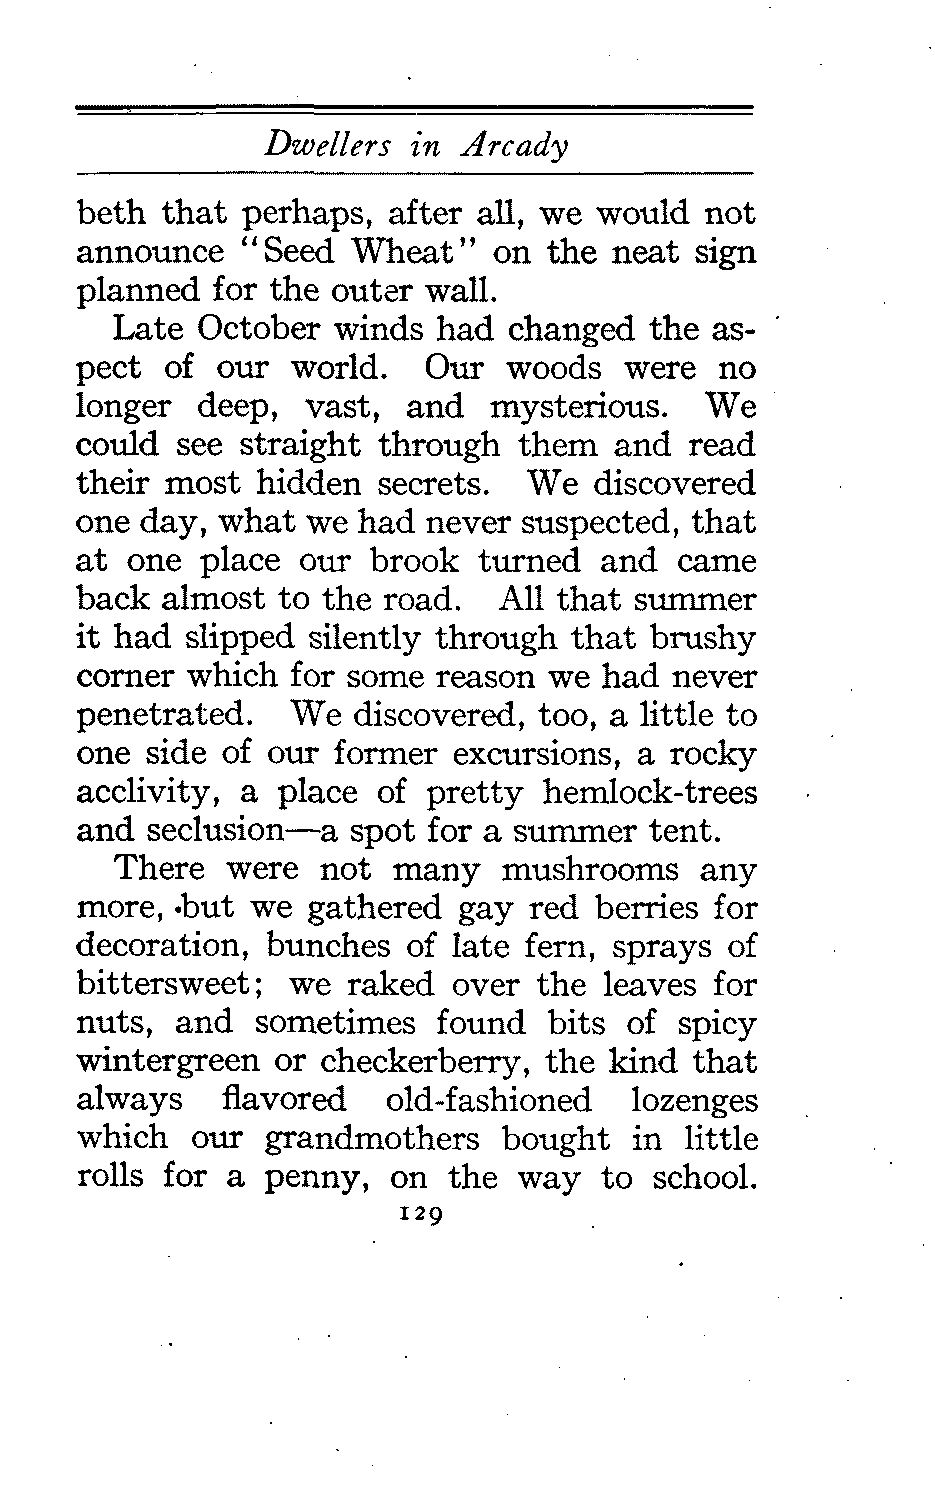 Dwellers in Arcady
beth that perhaps, after all, we would not
announce "Seed Wheat" on the neat sign
planned for the outer wall.
Late October winds had changed the as-
pect of our world. Our woods were no
longer deep, vast, and mysterious. We
could see straight through them and read
their most hidden secrets. We discovered
one day, what we had never suspected, that
at one place our brook turned and came
back almost to the road. All that summer
it had slipped silently through that brushy
corner which for some reason we had never
penetrated. We discovered, too, a little to
one side of our former excursions, a rocky
acclivity, a place of pretty hemlock-trees
and seclusion—a spot for a summer tent.
There were not many mushrooms any
more, but we gathered gay red berries for
decoration, bunches of late fern, sprays of
bittersweet; we raked over the leaves for
nuts, and sometimes found bits of spicy
wintergreen or checkerberry, the kind that
always flavored old-fashioned lozenges
which our grandmothers bought in little
rolls for a penny, on the way to school.
129